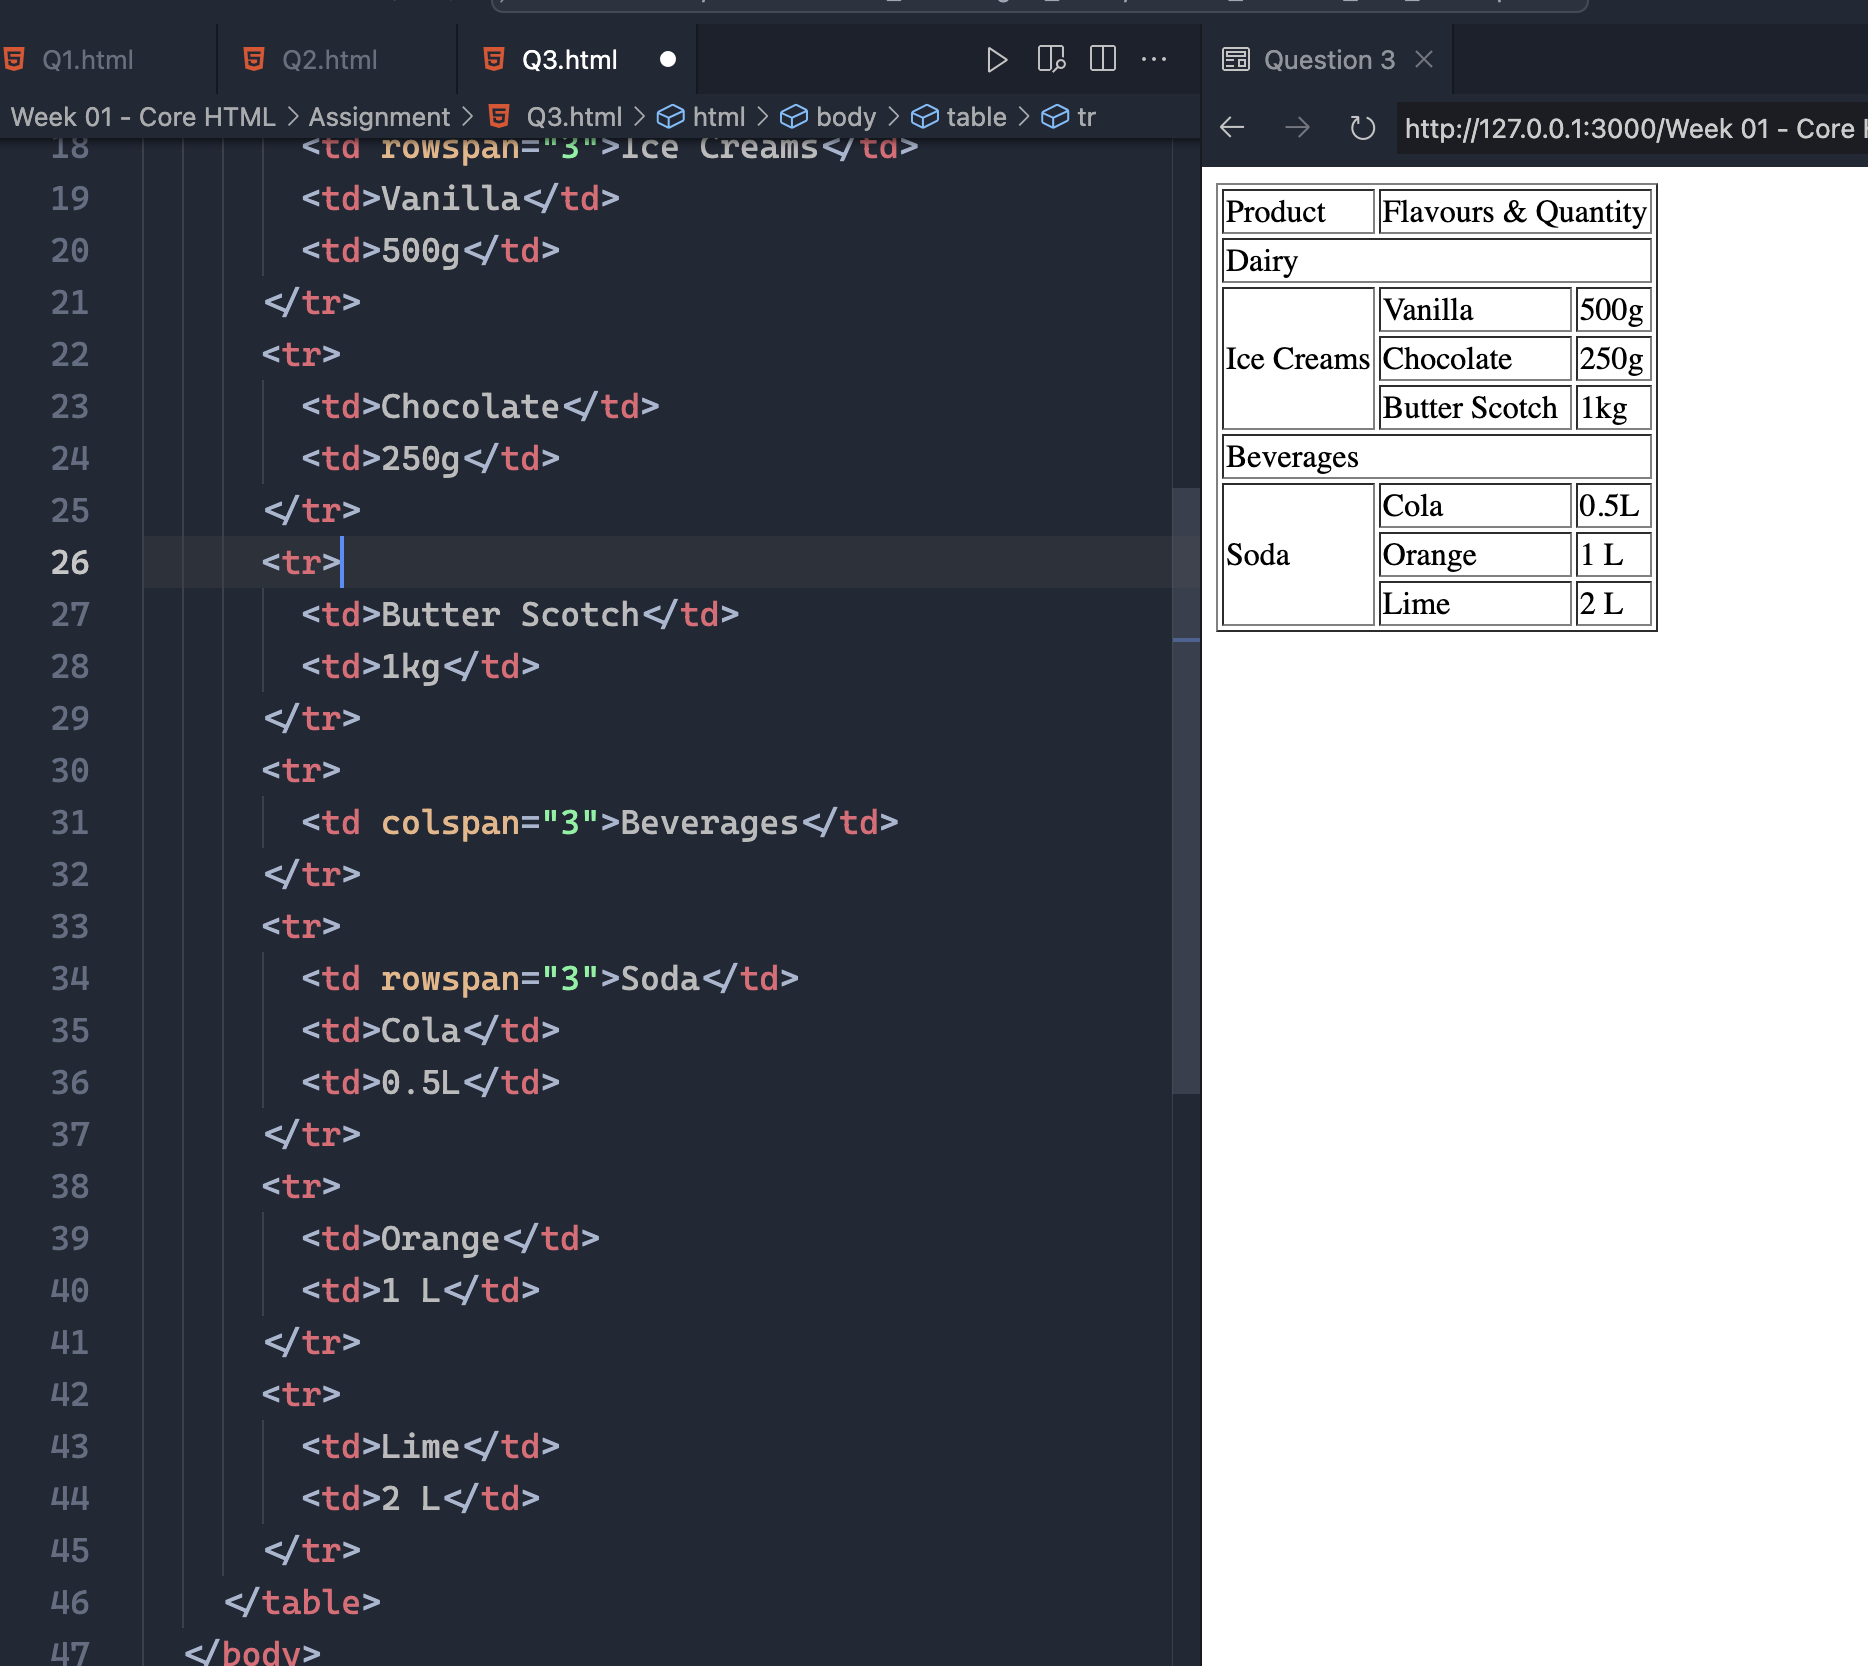 Q1.html
Q2.html
Q3.html
Question 3
Week 01 - Core HTML > Assignment > Q3.html > html > body > table > tr
http://127.0.0.1:3000/Week 01 - Core
18 <td rowspan="3">Ice Creams</td>
19 <td>Vanilla</td>
20 <td>500g</td>
21 </tr>
22 <tr>
23 <td>Chocolate</td>
24 <td>250g</td>
25 </tr>
26 <tr>
27 <td>Butter Scotch</td>
28 <td>1kg</td>
29 </tr>
30 <tr>
31 <td colspan="3">Beverages</td>
32 </tr>
33 <tr>
34 <td rowspan="3">Soda</td>
35 <td>Cola</td>
36 <td>0.5L</td>
37 </tr>
38 <tr>
39 <td>Orange</td>
40 <td>1 L</td>
41 </tr>
42 <tr>
43 <td>Lime</td>
44 <td>2 L</td>
45 </tr>
46 </table>
47 </body>
Product Flavours & Quantity
Dairy
Ice Creams
Vanilla 500g
Chocolate 250g
Butter Scotch 1kg
Beverages
Soda
Cola 0.5L
Orange 1 L
Lime 2 L